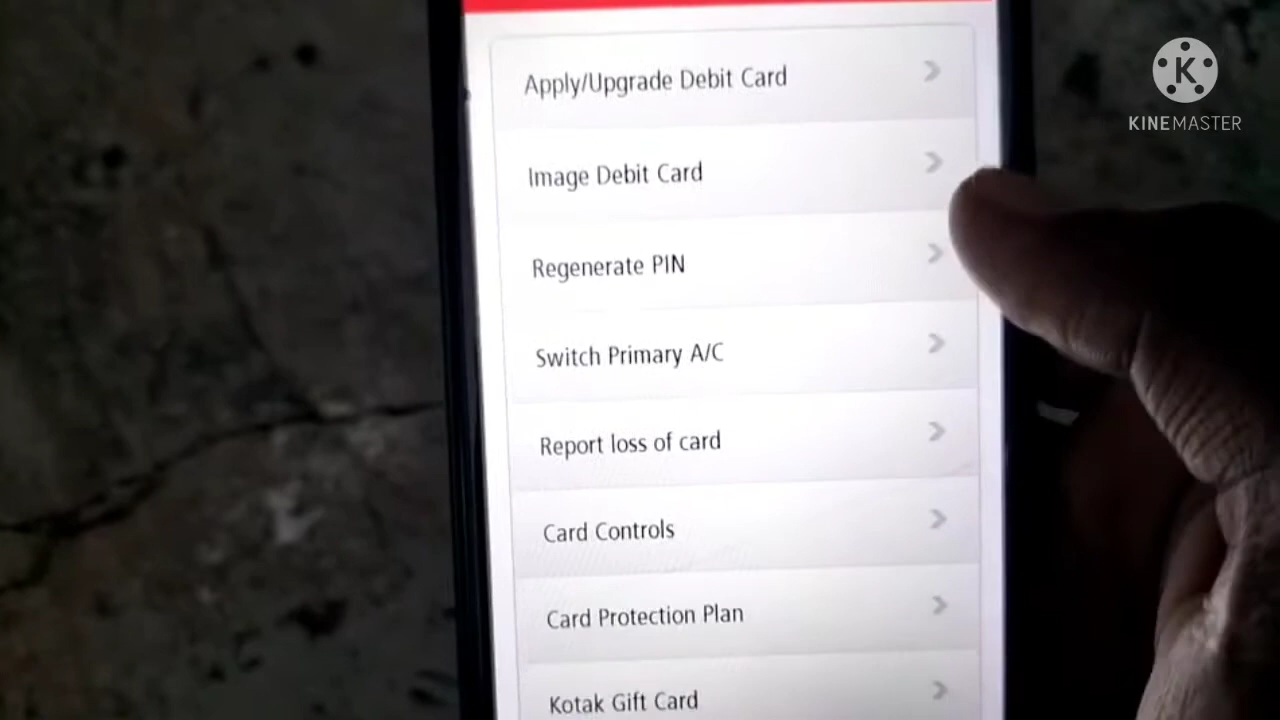 Apply/Upgrade Debit Card
Image Debit Card
Regenerate PIN
Switch Primary A/C
Report loss of card
Card Controls
Card Protection Plan
Kotak Gift Card
K
KINEMASTER